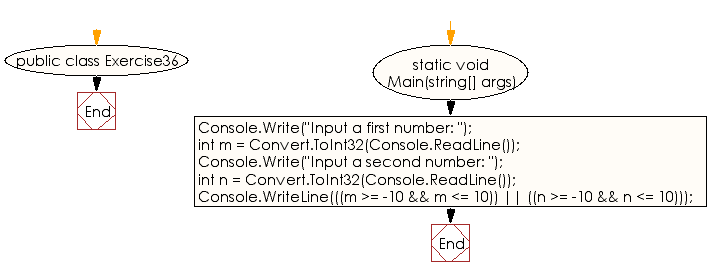 public class Exercise36
End
static void
Main(string[] args)
Console.Write("Input a first number: ");
int m = Convert.ToInt32(Console.ReadLine());
Console.Write("Input a second number: ");
int n = Convert.ToInt32(Console.ReadLine());
Console.WriteLine(((m >= -10 && m <= 10)) || ((n >= -10 && n <= 10)));
End